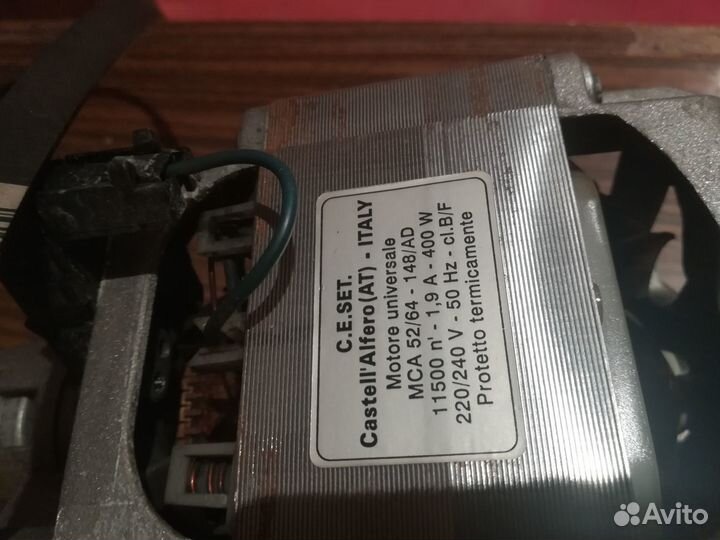 C.E.SET.
Castell'Alfero(AT) - ITALY
Motore universale
MCA 52/64 - 148/AD
11500 n' - 1,9 A - 400 W
220/240 V - 50 Hz - cl.B/F
Protetto termicamente
Avito